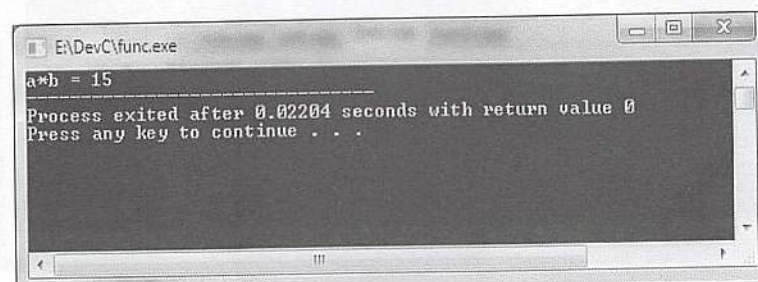 E:\DevC\func.exe
a*b = 15
--------------------------------
Process exited after 0.02204 seconds with return value 0
Press any key to continue . . .